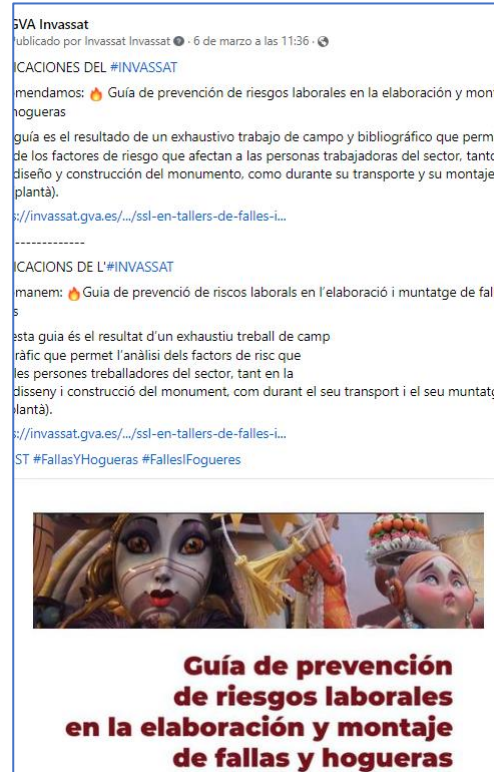 GVA Invassat
Publicado por Invassat Invassat · 6 de marzo a las 11:36 ·
ICACIONES DEL #INVASSAT
omendamos: 🔥 Guía de prevención de riesgos laborales en la elaboración y mont
hogueras
guía es el resultado de un exhaustivo trabajo de campo y bibliográfico que perm
de los factores de riesgo que afectan a las personas trabajadoras del sector, tanto
diseño y construcción del monumento, como durante su transporte y su montaje
plantà).
s://invassat.gva.es/.../ssl-en-tallers-de-falles-i...
-------------
ICACIONS DE L'#INVASSAT
manem: 🔥Guia de prevenció de riscos laborals en l'elaboració i muntatge de fal
s
esta guia és el resultat d'un exhaustiu treball de camp
ràfic que permet l'anàlisi dels factors de risc que
les persones treballadores del sector, tant en la
disseny i construcció del monument, com durant el seu transport i el seu muntatg
plantà).
s://invassat.gva.es/.../ssl-en-tallers-de-falles-i...
ST #FallasYHogueras #FallesIFogueres
Guía de prevención
de riesgos laborales
en la elaboración y montaje
de fallas y hogueras